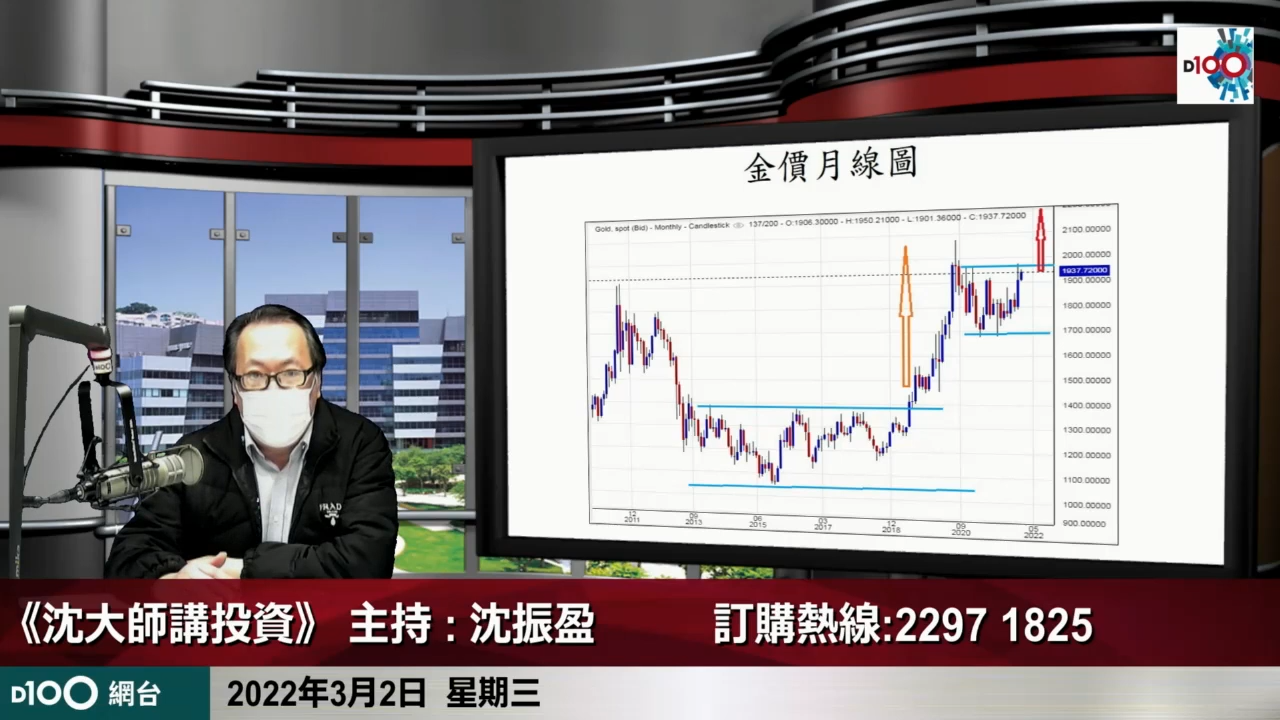 D100
金價月線圖
Gold, spot (Bid) - Monthly - Candlestick 137/200 - O:1906.30000 - H:1950.21000 - L:1901.36000 - C:1937.72000
2100.00000
2000.00000
1937.72000
1900.00000
1800.00000
1700.00000
1600.00000
1500.00000
1400.00000
1300.00000
1200.00000
1100.00000
1000.00000
900.00000
12 09 06 03 12 09 05
2011 2013 2015 2017 2018 2020 2022
《沈大師講投資》 主持 : 沈振盈 訂購熱線:2297 1825
D100 網台 2022年3月2日 星期三